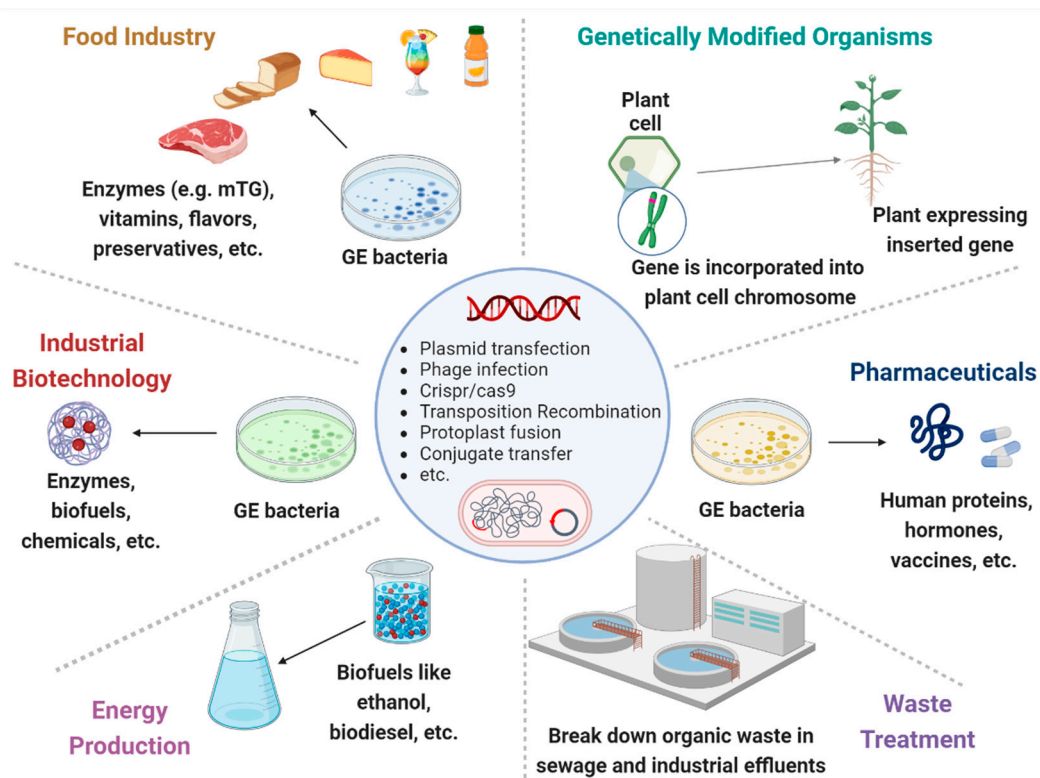 Food Industry
Enzymes (e.g. mTG),
vitamins, flavors,
preservatives, etc.
GE bacteria
Genetically Modified Organisms
Plant
cell
Gene is incorporated into
plant cell chromosome
Plant expressing
inserted gene
Industrial
Biotechnology
Enzymes,
biofuels,
chemicals, etc.
GE bacteria
• Plasmid transfection
• Phage infection
• Crispr/cas9
• Transposition Recombination
• Protoplast fusion
• Conjugate transfer
• etc.
GE bacteria
Pharmaceuticals
Human proteins,
hormones,
vaccines, etc.
Energy
Production
Biofuels like
ethanol,
biodiesel, etc.
Break down organic waste in
sewage and industrial effluents
Waste
Treatment